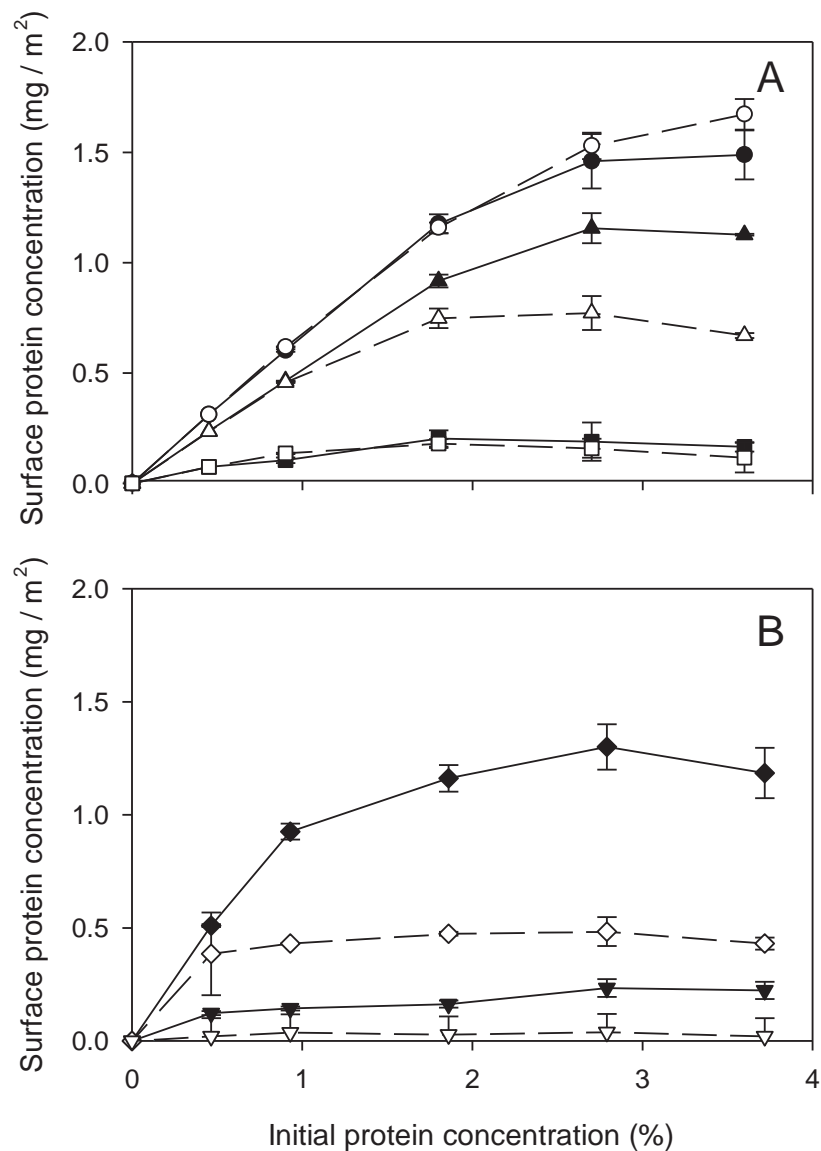 2.0
A
1.5
1.0
0.5
0.0
Surface protein concentration (mg / m²)
2.0
B
1.5
1.0
0.5
0.0
Surface protein concentration (mg / m²)
0 1 2 3 4
Initial protein concentration (%)